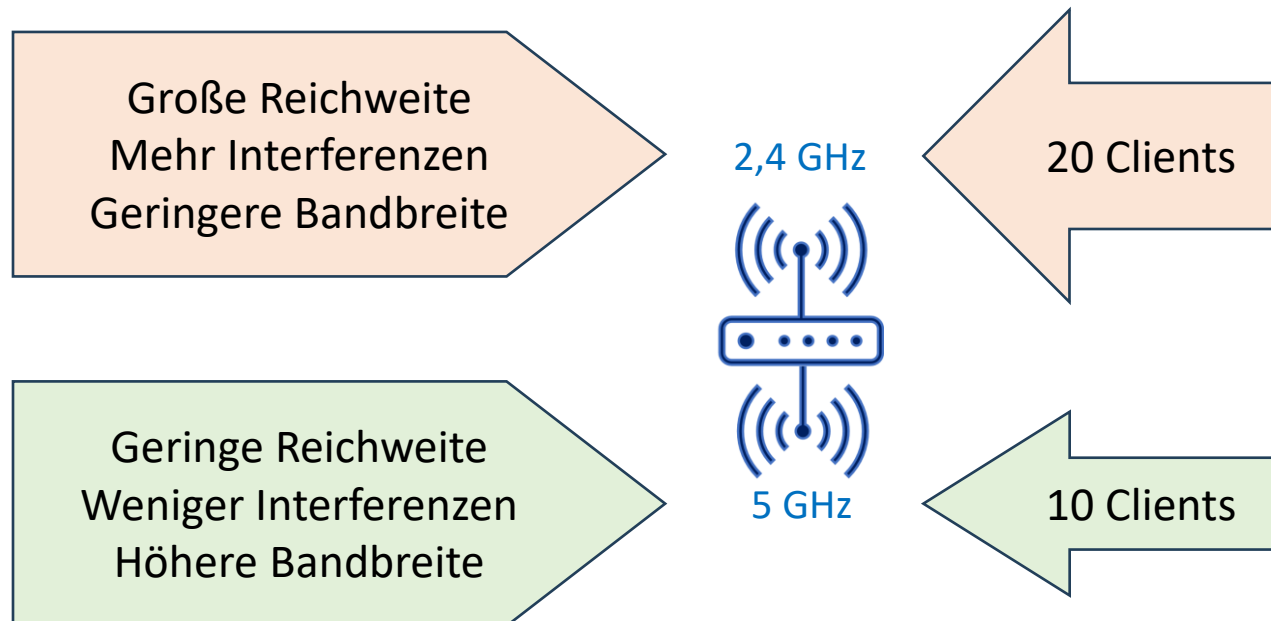 Große Reichweite
Mehr Interferenzen
Geringere Bandbreite
2,4 GHz
20 Clients
Geringe Reichweite
Weniger Interferenzen
Höhere Bandbreite
5 GHz
10 Clients